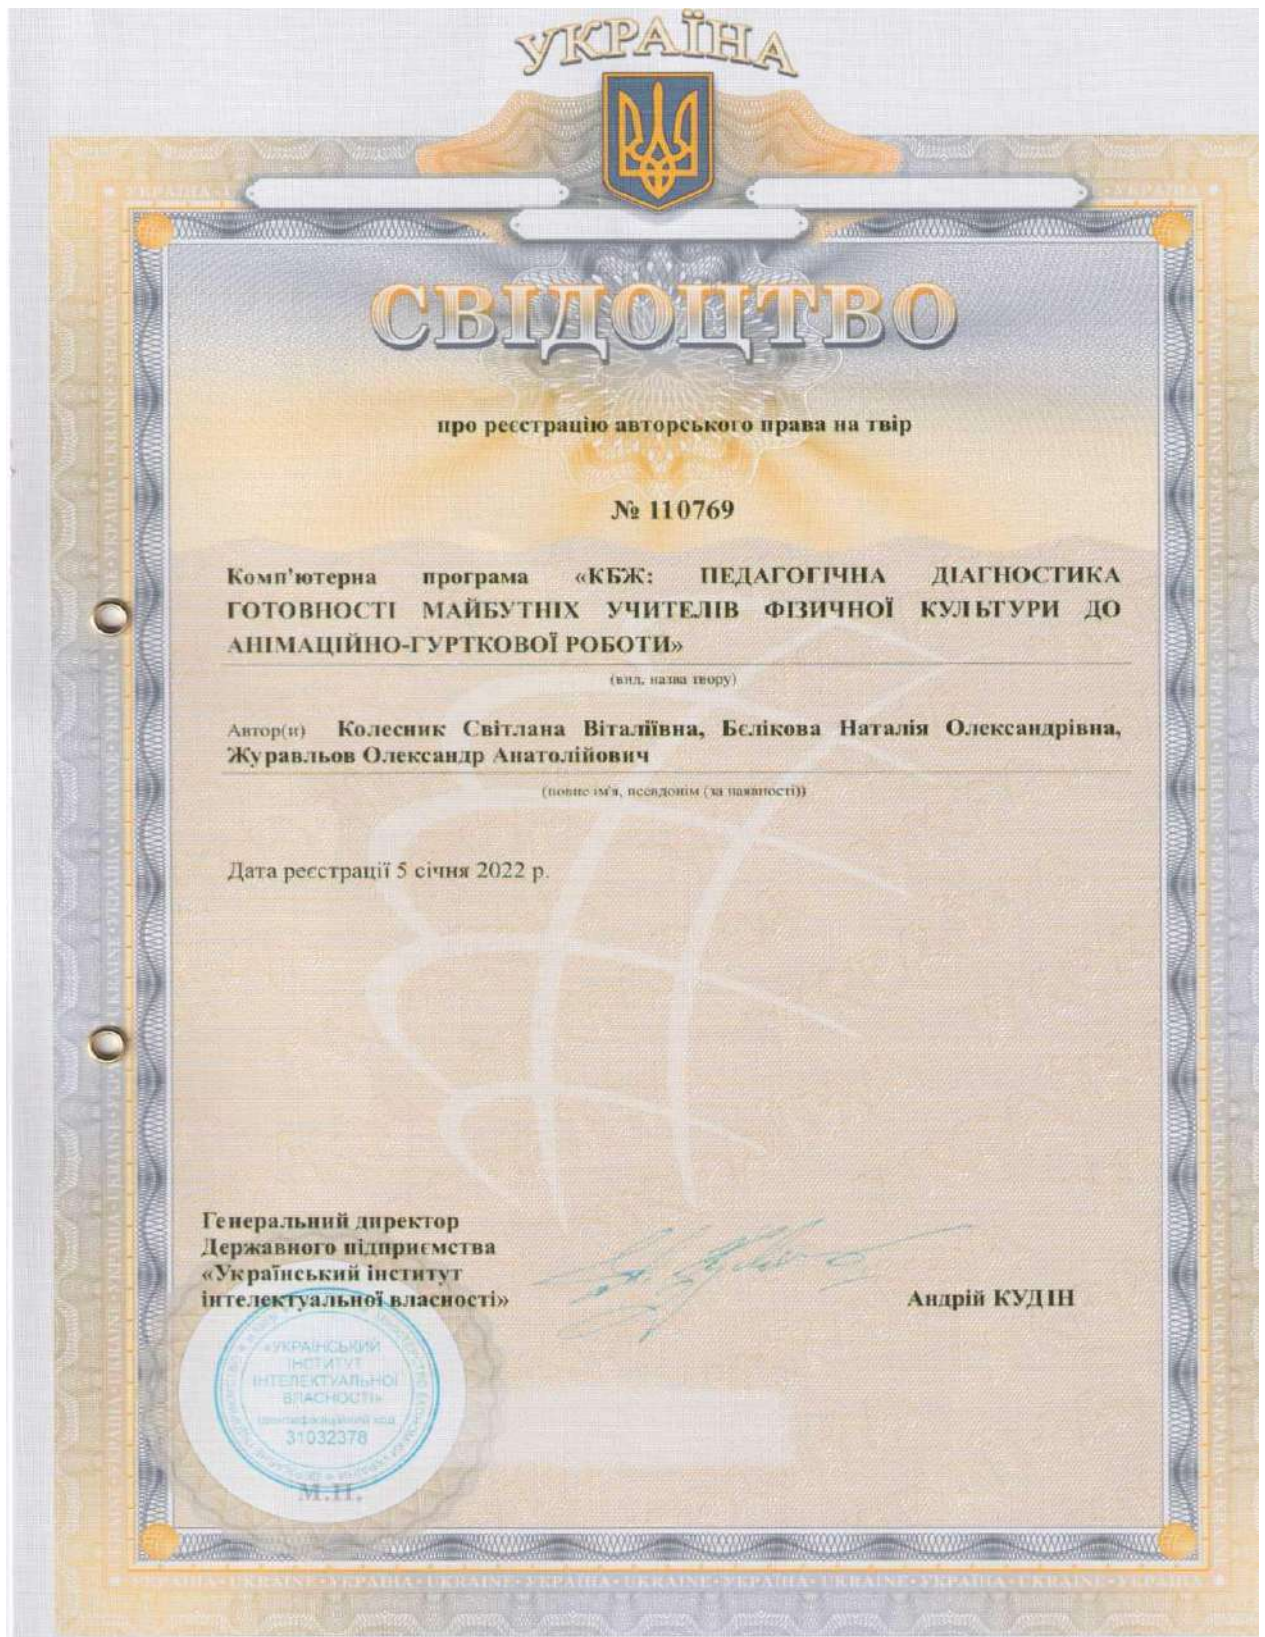 УКРАЇНА
СВІДОЦТВО
про реєстрацію авторського права на твір
№ 110769
Комп'ютерна програма «КБЖ: ПЕДАГОГІЧНА ДІАГНОСТИКА
ГОТОВНОСТІ МАЙБУТНІХ УЧИТЕЛІВ ФІЗИЧНОЇ КУЛЬТУРИ ДО
АНІМАЦІЙНО-ГУРТКОВОЇ РОБОТИ»
(вид, назва твору)
Автор(и) Колесник Світлана Віталіївна, Бєлікова Наталія Олександрівна,
Журавльов Олександр Анатолійович
(повне ім'я, псевдонім (за наявності))
Дата реєстрації 5 січня 2022 р.
Генеральний директор
Державного підприємства
«Український інститут
інтелектуальної власності»
Андрій КУДІН
«УКРАЇНСЬКИЙ
ІНСТИТУТ
ІНТЕЛЕКТУАЛЬНОЇ
ВЛАСНОСТІ»
Ідентифікаційний код
31032378
М.П.